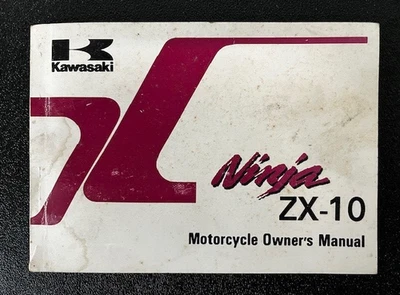 Kawasaki
Ninja
ZX-10
Motorcycle Owner's Manual